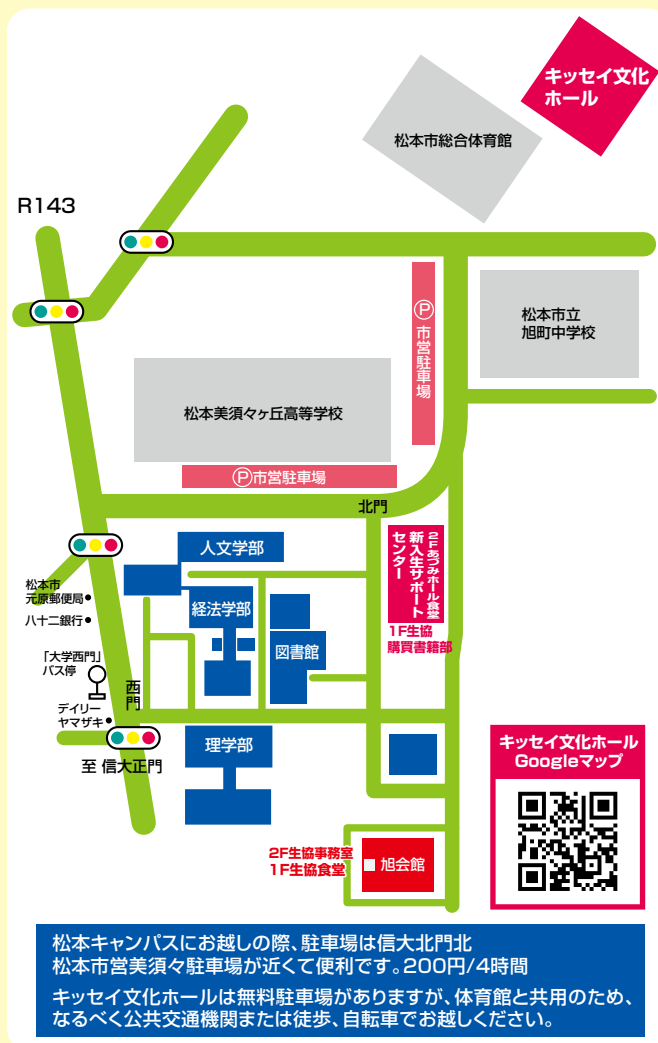 キッセイ文化
ホール
松本市総合体育館
R143
松本市立
旭町中学校
Ⓟ市営駐車場
松本美須々ヶ丘高等学校
Ⓟ市営駐車場
北門
人文学部
2Fあづみホール食堂
新入生サポート
センター
1F生協
購買書籍部
松本市
元原郵便局
八十二銀行
経法学部
図書館
「大学西門」
バス停
西門
デイリー
ヤマザキ
至 信大正門
理学部
キッセイ文化ホール
Googleマップ
2F生協事務室
1F生協食堂
旭会館
松本キャンパスにお越しの際、駐車場は信大北門北
松本市営美須々駐車場が近くて便利です。200円/4時間
キッセイ文化ホールは無料駐車場がありますが、体育館と共用のため、
なるべく公共交通機関または徒歩、自転車でお越しください。